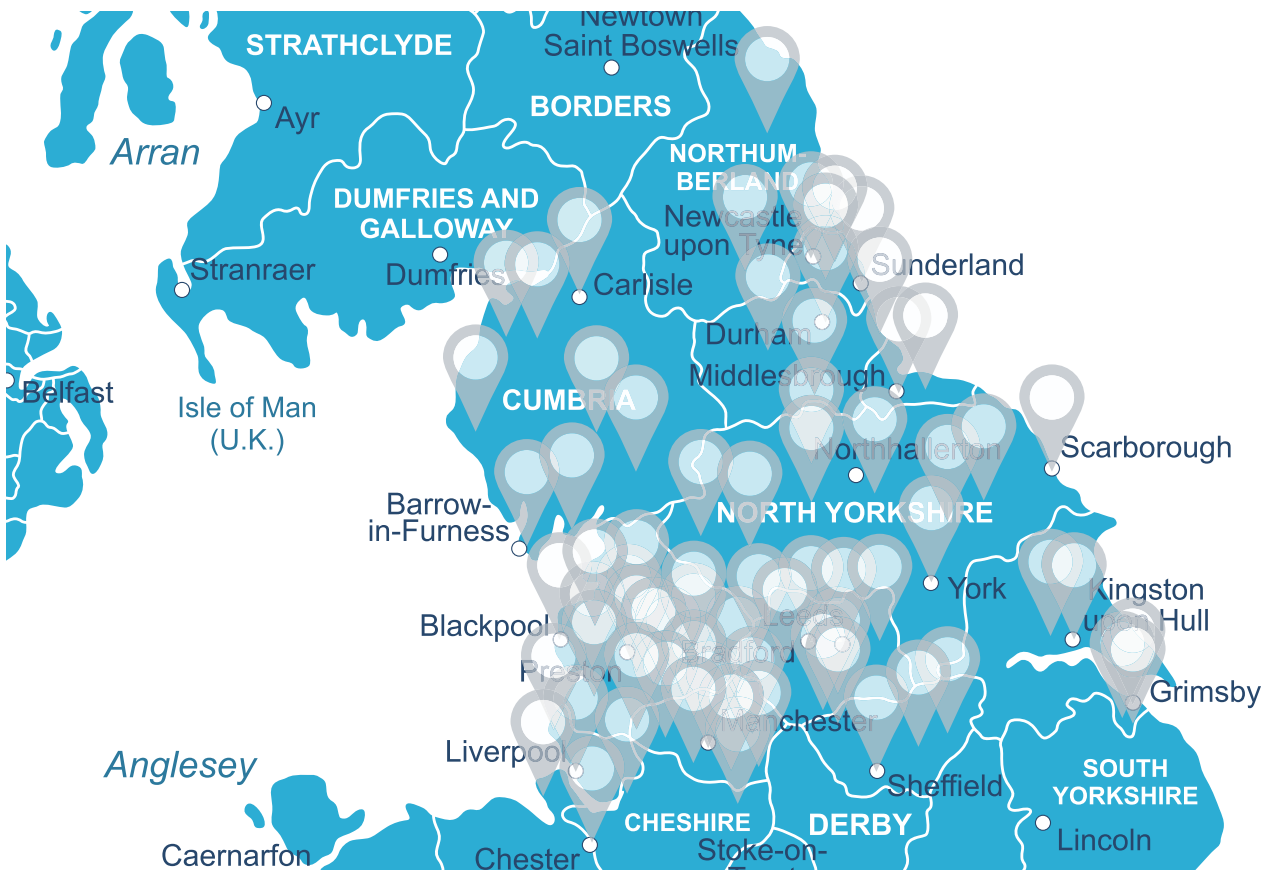 Newtown
Saint Boswells
STRATHCLYDE
BORDERS
Ayr
Arran
NORTHUM-
BERLAND
DUMFRIES AND
GALLOWAY
Newcastle
upon Tyne
Stranraer
Dumfries
Carlisle
Sunderland
Durham
Middlesbrough
Belfast
Isle of Man
(U.K.)
CUMBRIA
Northhallerton
Scarborough
Barrow-
in-Furness
NORTH YORKSHIRE
York
Kingston
upon Hull
Blackpool
Leeds
Bradford
Preston
Grimsby
Manchester
Liverpool
Anglesey
Sheffield
SOUTH
YORKSHIRE
CHESHIRE
DERBY
Lincoln
Caernarfon
Chester
Stoke-on-